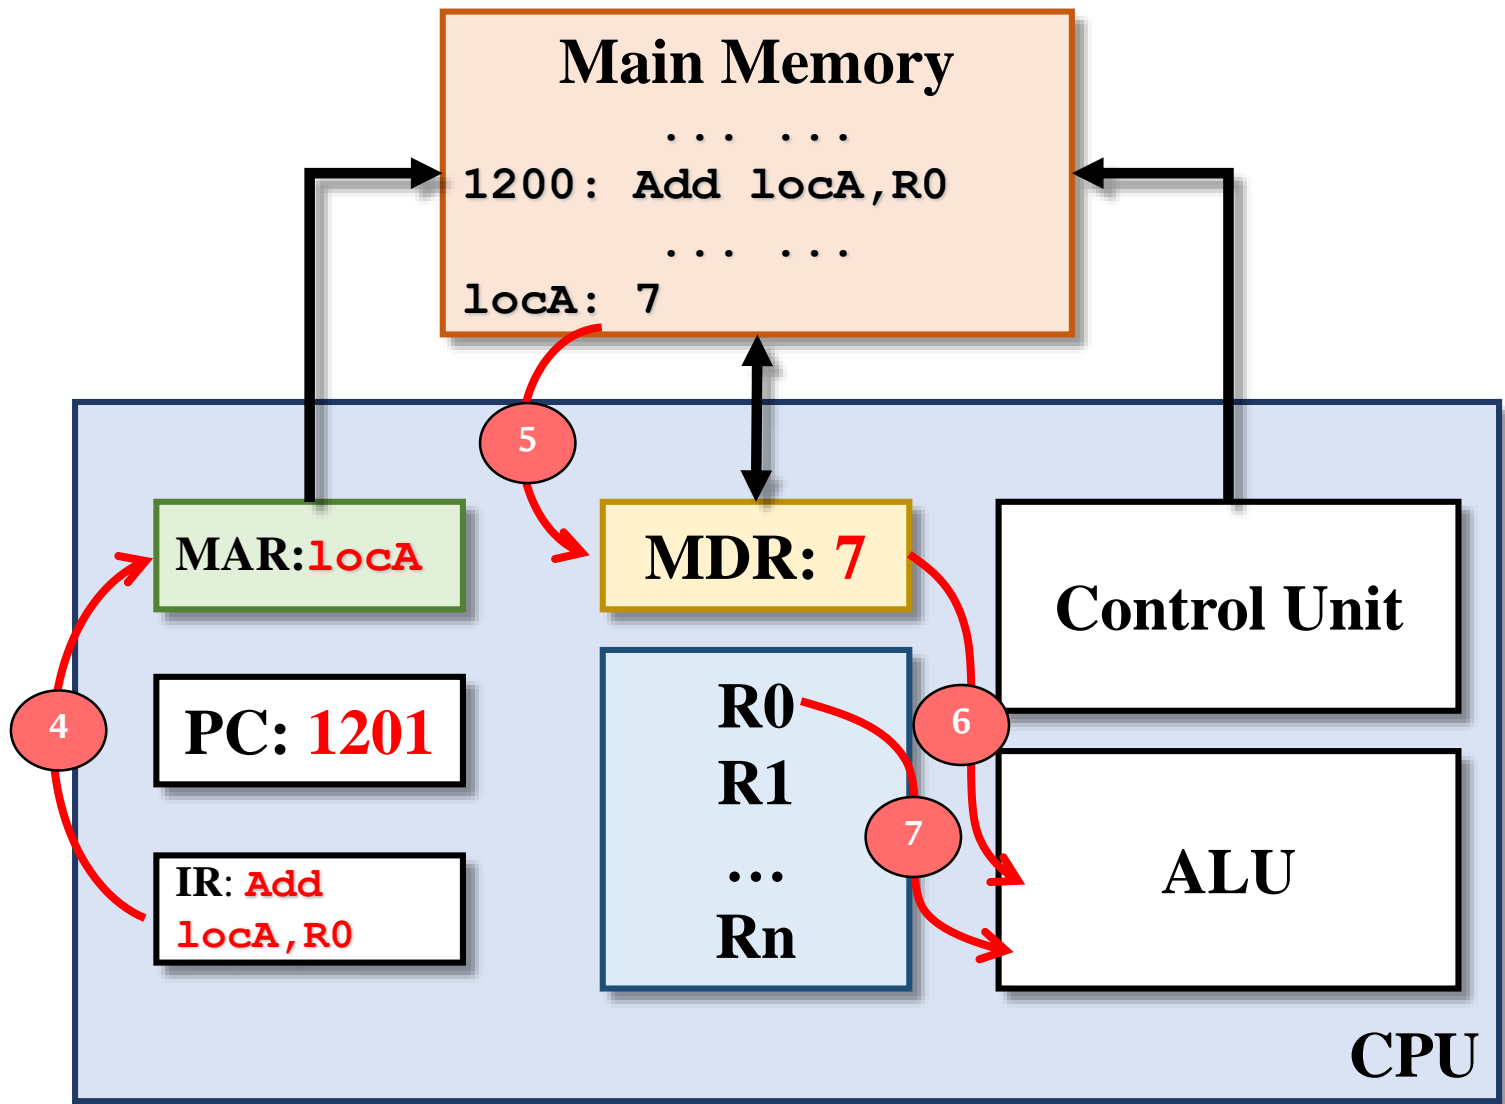 Main Memory
... ...
1200: Add locA,R0
... ...
locA: 7
5
MAR:locA
MDR: 7
Control Unit
4
PC: 1201
R0
R1
...
Rn
6
7
IR: Add
locA,R0
ALU
CPU